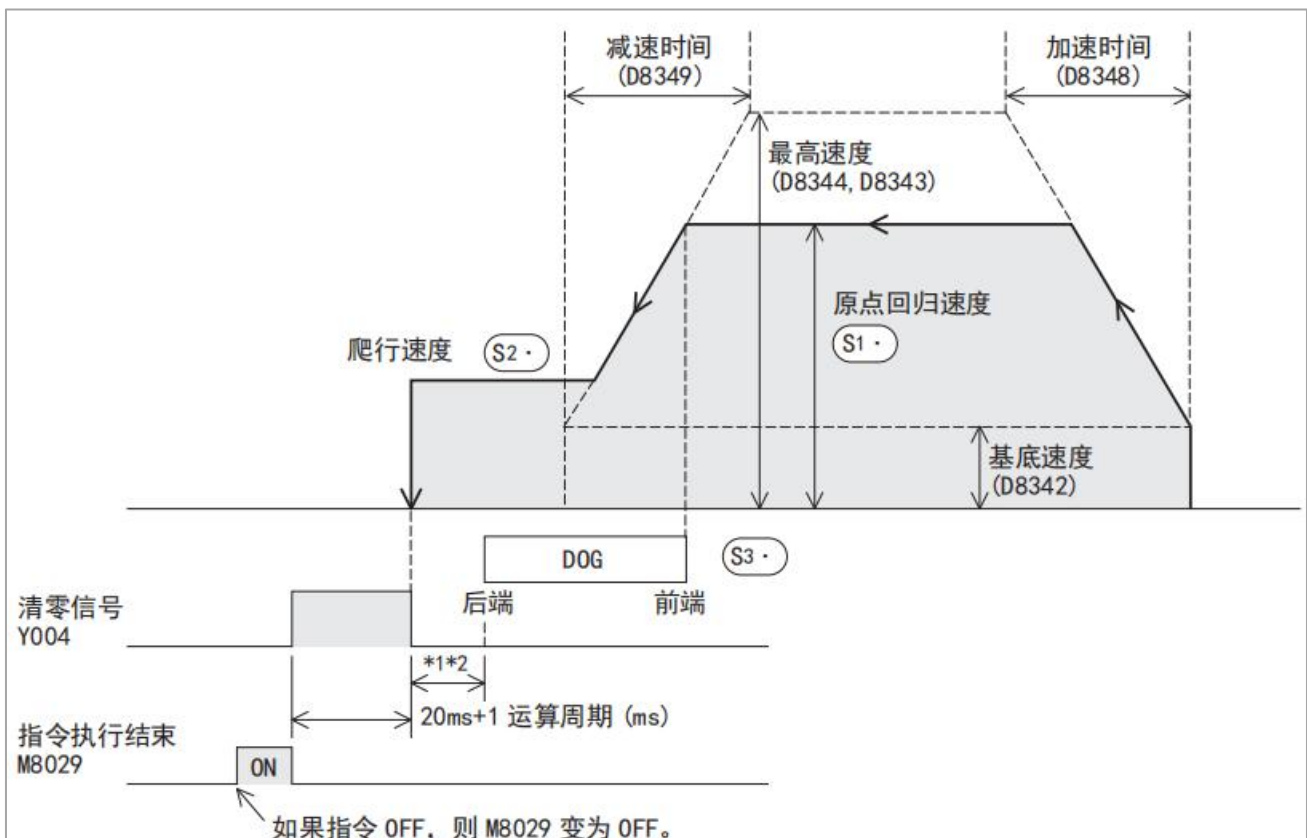 减速时间
(D8349)
加速时间
(D8348)
最高速度
(D8344, D8343)
原点回归速度
S1·
爬行速度 S2·
基底速度
(D8342)
DOG
S3·
后端
前端
清零信号
Y004
*1*2
20ms+1 运算周期 (ms)
指令执行结束
M8029
ON
如果指令 OFF, 则 M8029 变为 OFF。